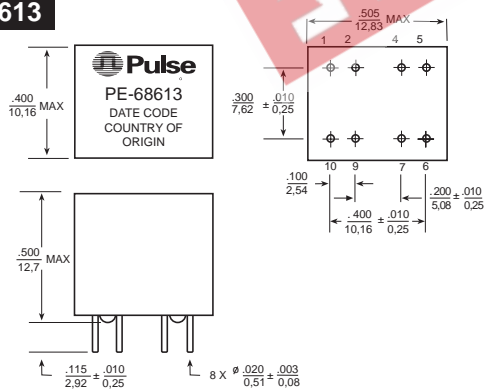 613
Pulse
PE-68613
DATE CODE
COUNTRY OF
ORIGIN
.400
10,16 MAX
.505
12,83 MAX
1 2 4 5
.300
7,62 ± .010
0,25
10 9 7 6
.100
2,54
.200
5,08 ± .010
0,25
.400
10,16 ± .010
0,25
.500
12,7 MAX
.115
2,92 ± .010
0,25
8 X ø .020
0,51 ± .003
0,08